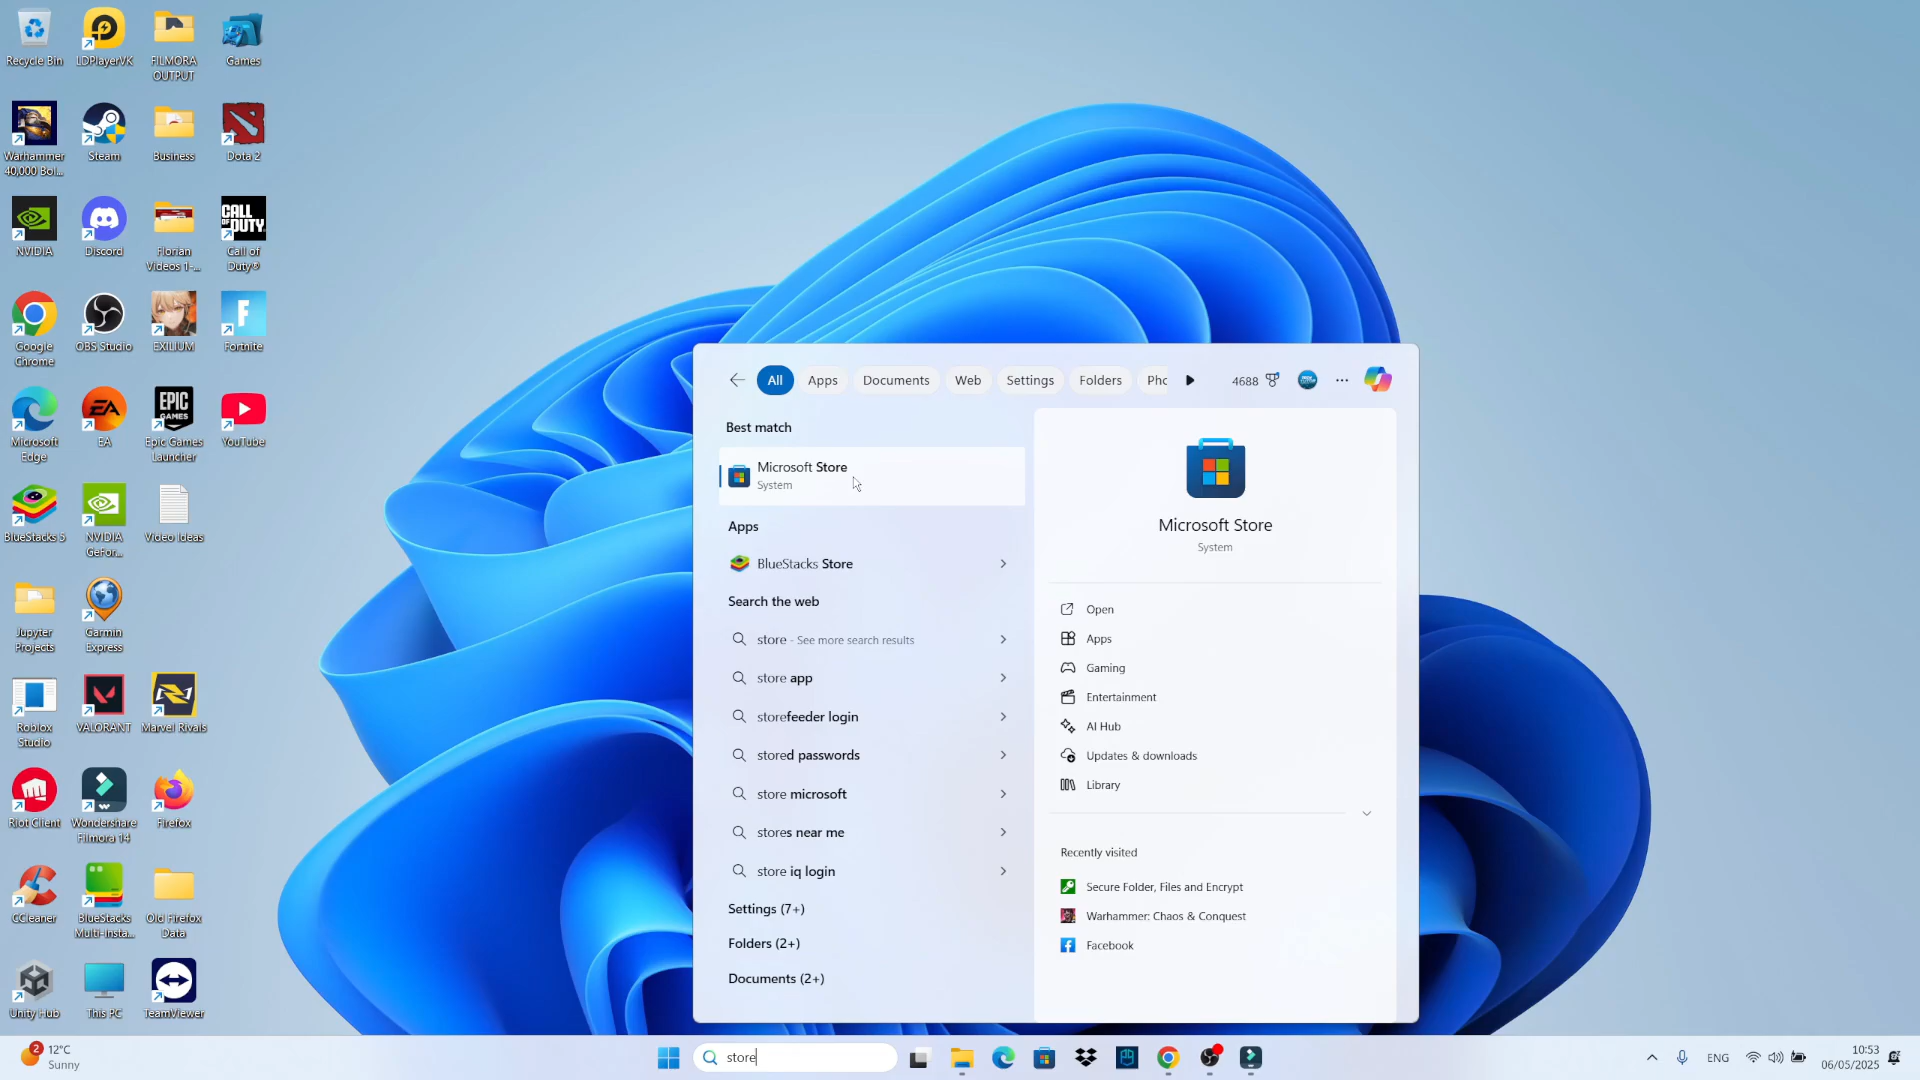 Recycle Bin
LDPlayerVK
FILMORA
OUTPUT
Games
Warhammer
40,000 Bol...
Steam
Business
Dota 2
NVIDIA
Discord
Florian
Videos 1-...
CALL OF DUTY
Call of
Duty®
Google
Chrome
OBS Studio
EXILIUM
Fortnite
Microsoft
Edge
EA
EPIC
GAMES
Epic Games
Launcher
YouTube
BlueStacks 5
NVIDIA
GeFor...
Video Ideas
Jupyter
Projects
Garmin
Express
Roblox
Studio
VALORANT
Marvel Rivals
Riot Client
Wondershare
Filmora 14
Firefox
CCleaner
BlueStacks
Multi-Insta...
Old Firefox
Data
Unity Hub
This PC
TeamViewer
All
Apps
Documents
Web
Settings
Folders
Pho
4688
Best match
Microsoft Store
System
Apps
BlueStacks Store
Search the web
store - See more search results
store app
storefeeder login
stored passwords
store microsoft
stores near me
store iq login
Settings (7+)
Folders (2+)
Documents (2+)
Microsoft Store
System
Open
Apps
Gaming
Entertainment
AI Hub
Updates & downloads
Library
Recently visited
Secure Folder, Files and Encrypt
Warhammer: Chaos & Conquest
Facebook
2
12°C
Sunny
store
ENG
10:53
06/05/2025